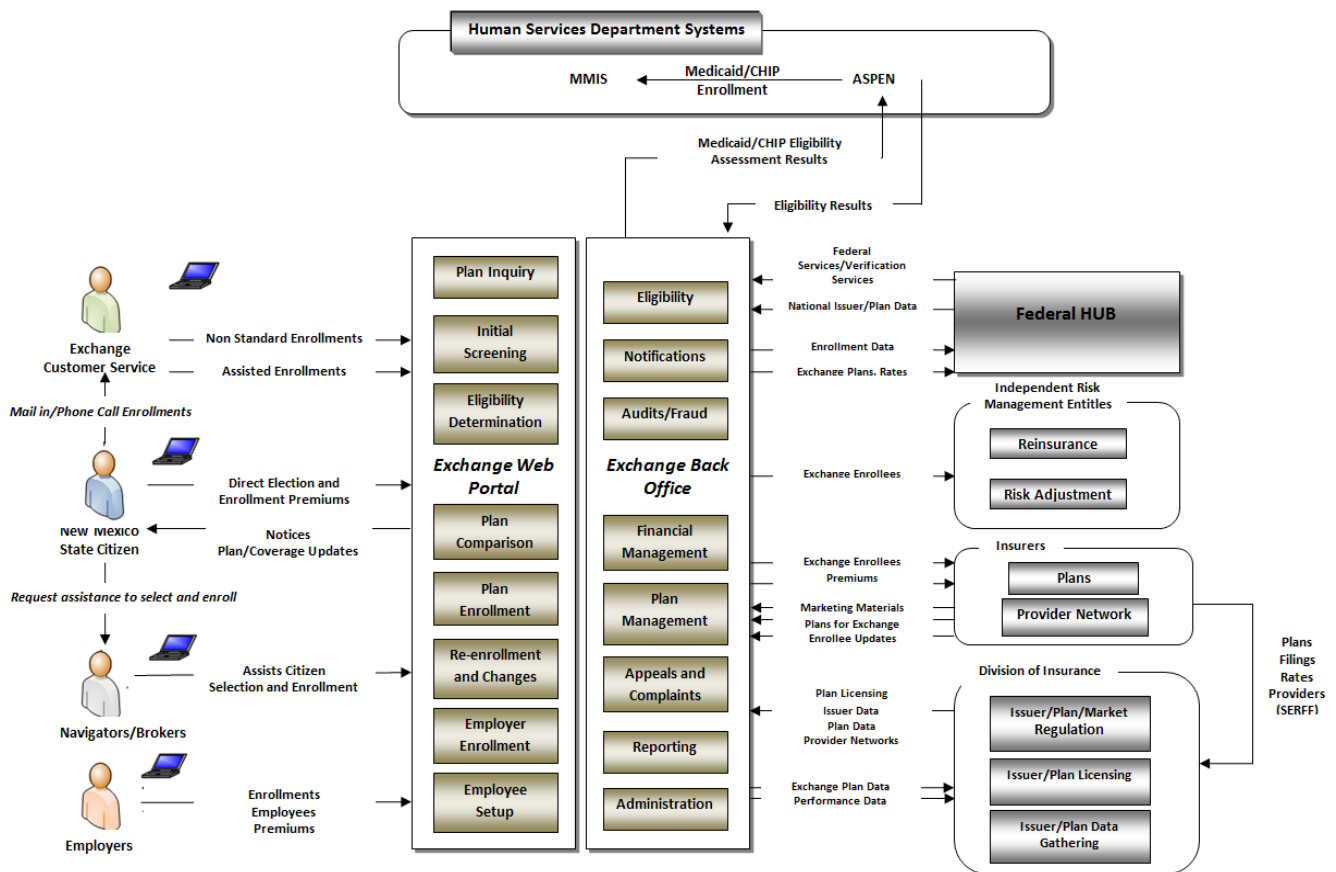 Human Services Department Systems
MMIS
Medicaid/CHIP
Enrollment
ASPEN
Medicaid/CHIP Eligibility
Assessment Results
Eligibility Results
Exchange
Customer Service
Non Standard Enrollments
Assisted Enrollments
Mail in/Phone Call Enrollments
New Mexico
State Citizen
Direct Election and
Enrollment Premiums
Notices
Plan/Coverage Updates
Request assistance to select and enroll
Navigators/Brokers
Assists Citizen
Selection and Enrollment
Employers
Enrollments
Employees
Premiums
Plan Inquiry
Initial
Screening
Eligibility
Determination
Exchange Web
Portal
Plan
Comparison
Plan
Enrollment
Re-enrollment
and Changes
Employer
Enrollment
Employee
Setup
Eligibility
Notifications
Audits/Fraud
Exchange Back
Office
Financial
Management
Plan
Management
Appeals and
Complaints
Reporting
Administration
Federal
Services/Verification
Services
National Issuer/Plan Data
Enrollment Data
Exchange Plans. Rates
Federal HUB
Independent Risk
Management Entitles
Reinsurance
Risk Adjustment
Exchange Enrollees
Insurers
Plans
Provider Network
Exchange Enrollees
Premiums
Marketing Materials
Plans for Exchange
Enrollee Updates
Plans
Filings
Rates
Providers
(SERFF)
Division of Insurance
Issuer/Plan/Market
Regulation
Issuer/Plan Licensing
Issuer/Plan Data
Gathering
Plan Licensing
Issuer Data
Plan Data
Provider Networks
Exchange Plan Data
Performance Data